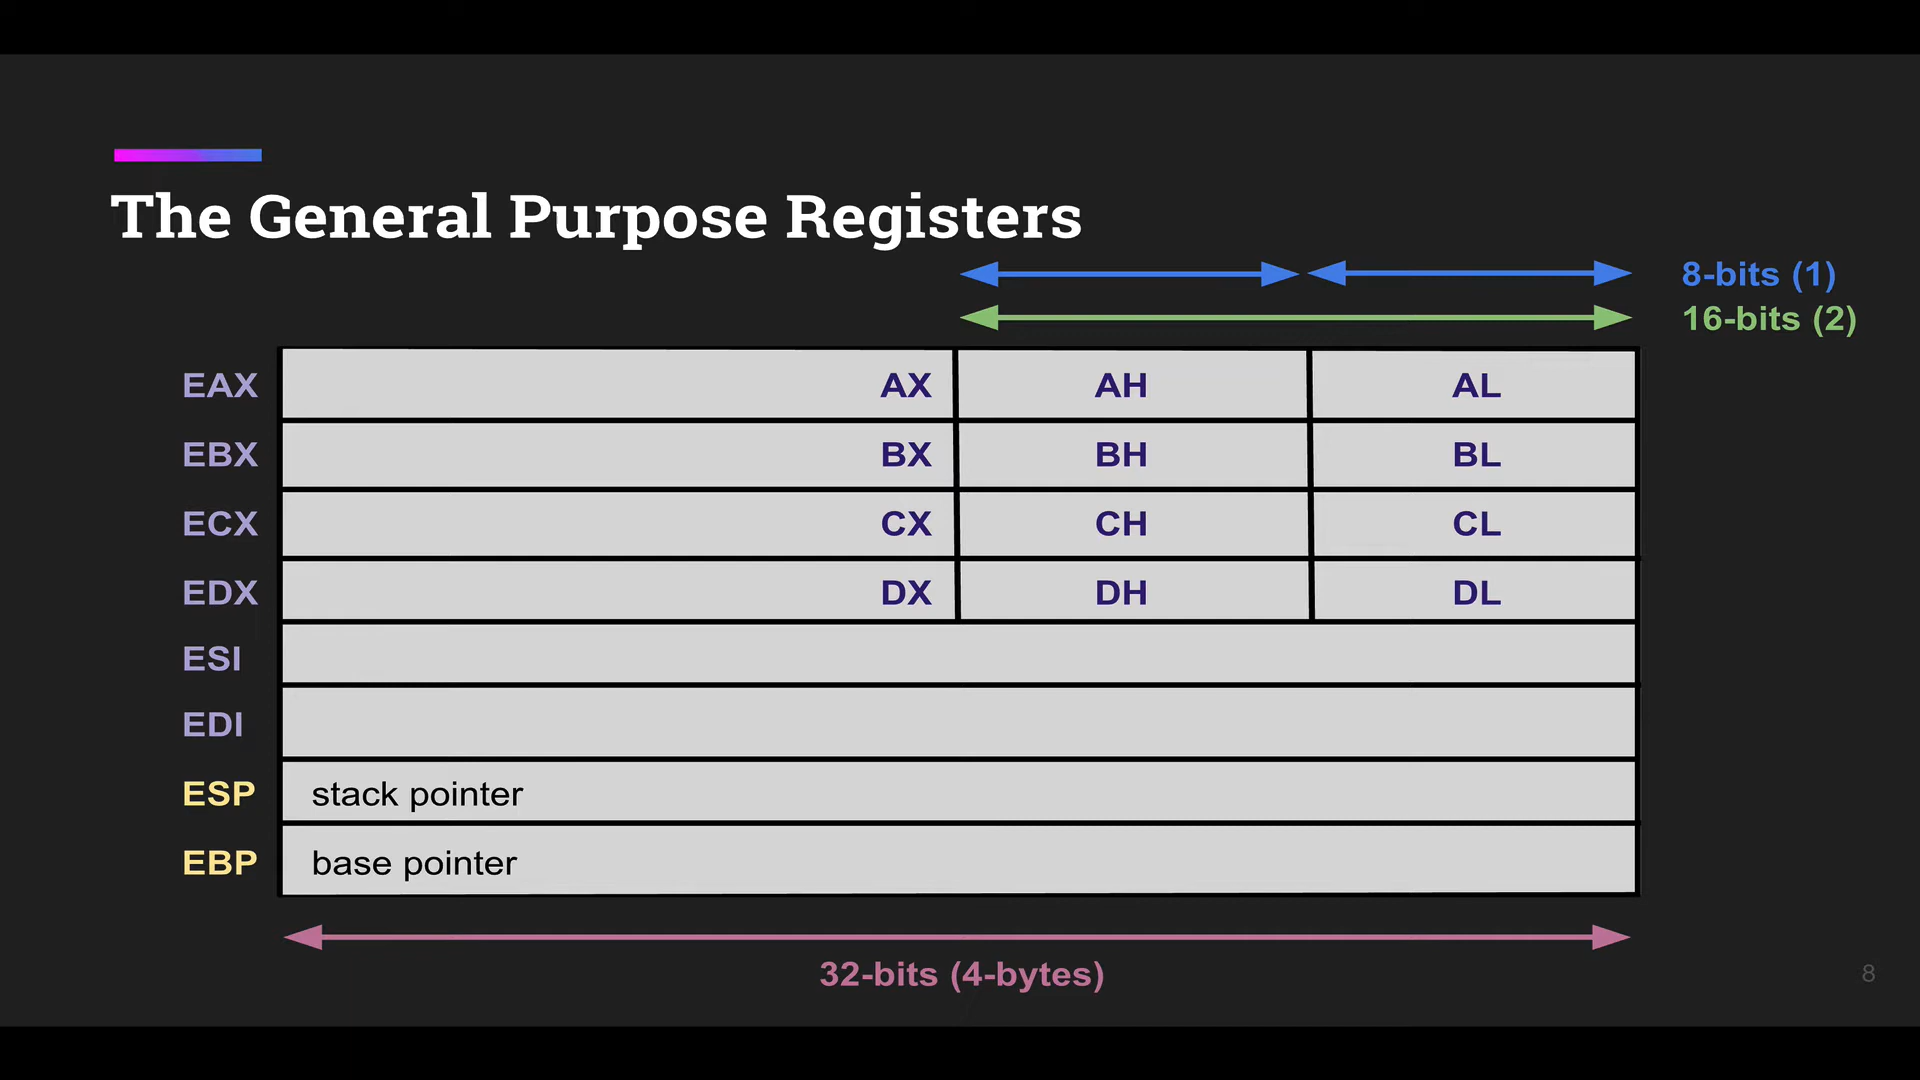 The General Purpose Registers
8-bits (1)
16-bits (2)
EAX AX AH AL
EBX BX BH BL
ECX CX CH CL
EDX DX DH DL
ESI
EDI
ESP stack pointer
EBP base pointer
32-bits (4-bytes)
8